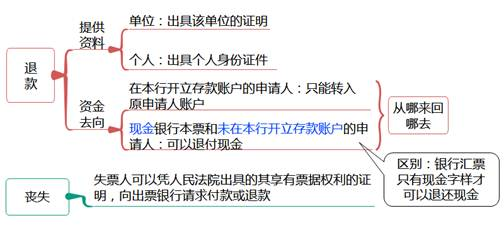 单位：出具该单位的证明
提供
资料
个人：出具个人身份证件
退
款
在本行开立存款账户的申请人：只能转入
原申请人账户
资金
去向
现金银行本票和未在本行开立存款账户的申
请人：可以退付现金
从哪来回
哪去
区别：银行汇票
只有现金字样才
可以退还现金
丧失
失票人可以凭人民法院出具的其享有票据权利的证
明，向出票银行请求付款或退款